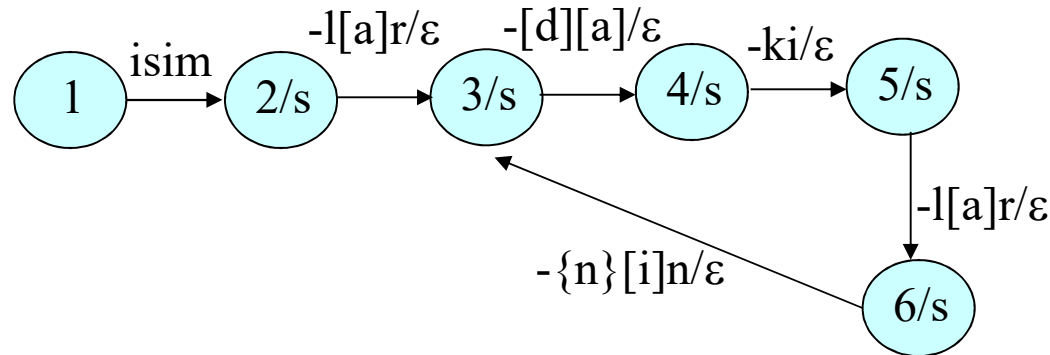 isim
-l[a]r/ε
-[d][a]/ε
-ki/ε
1
2/s
3/s
4/s
5/s
-l[a]r/ε
-{n}[i]n/ε
6/s